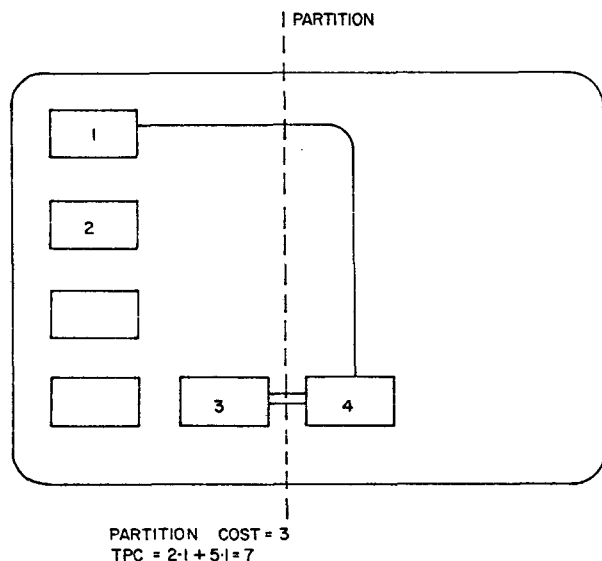 PARTITION
1
2
3
4
PARTITION COST = 3
TPC = 2·1 + 5·1 = 7